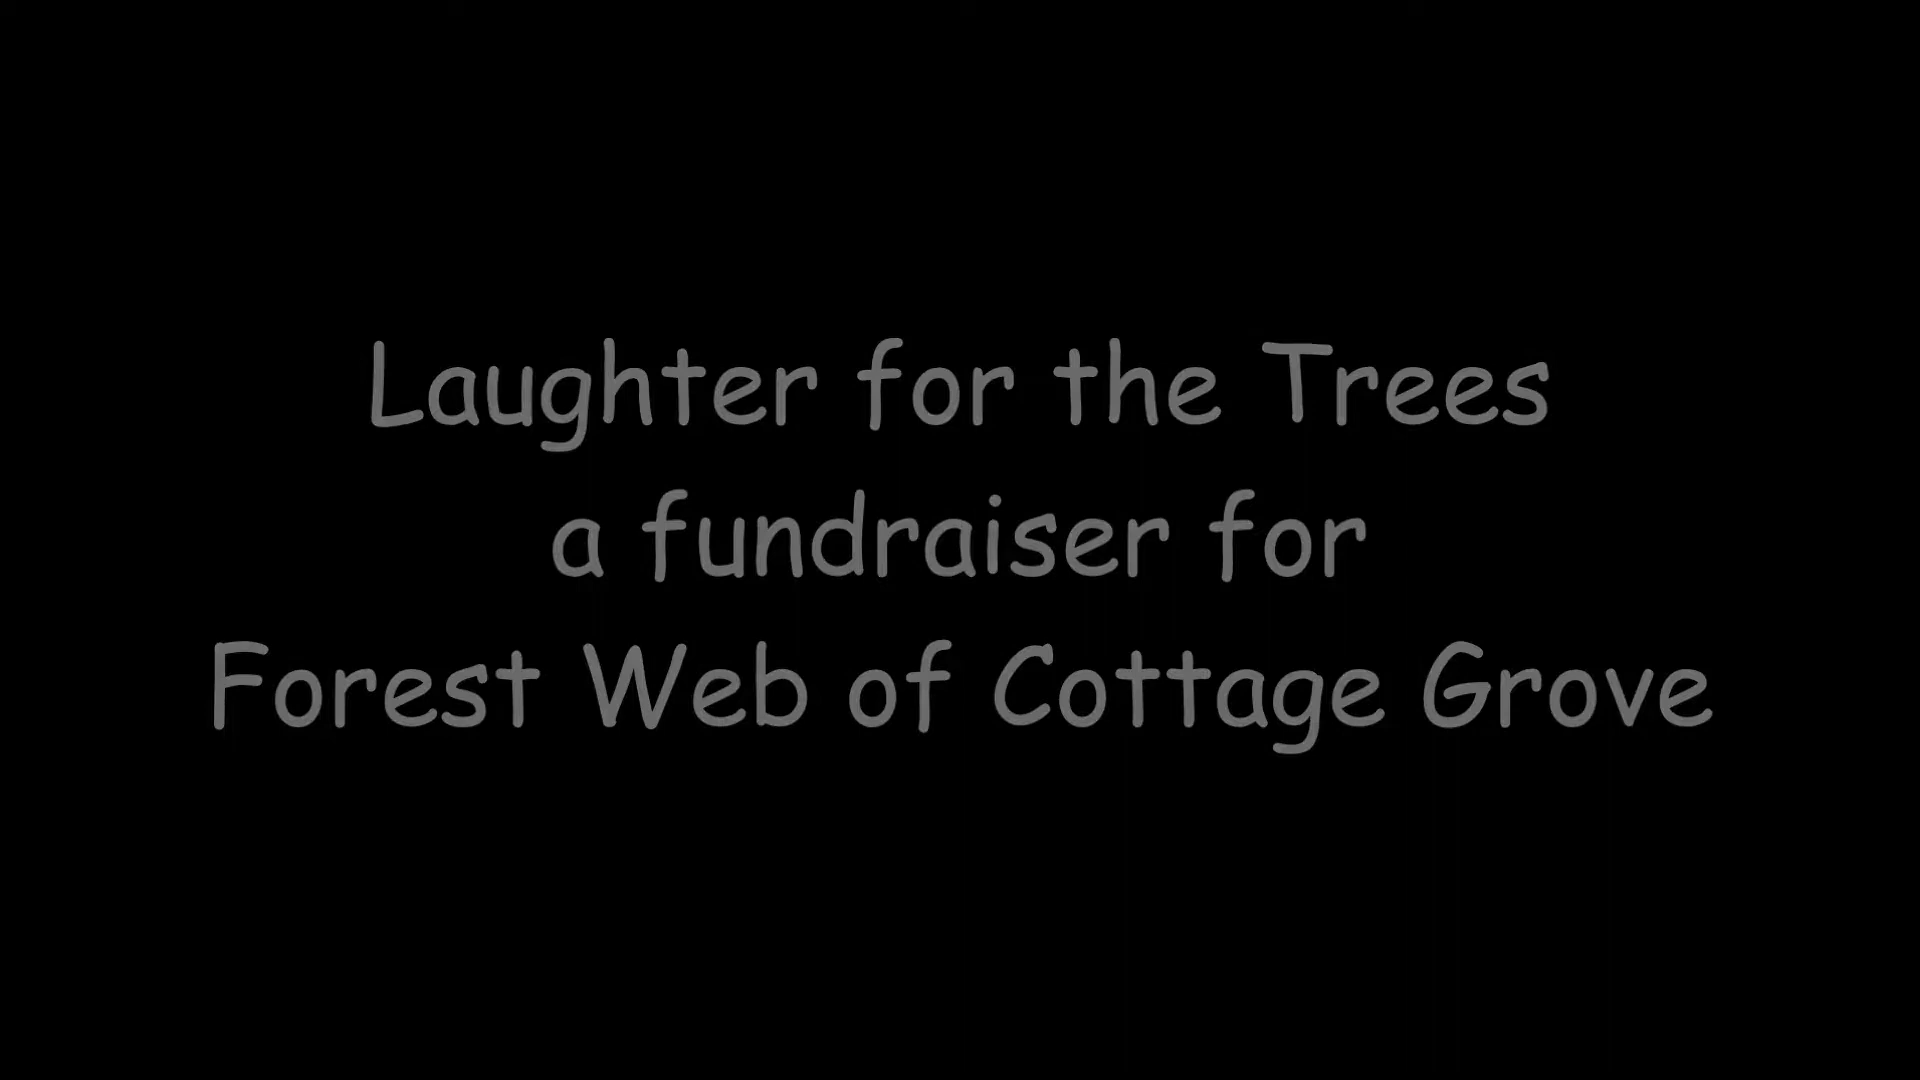 Laughter for the Trees
a fundraiser for
Forest Web of Cottage Grove